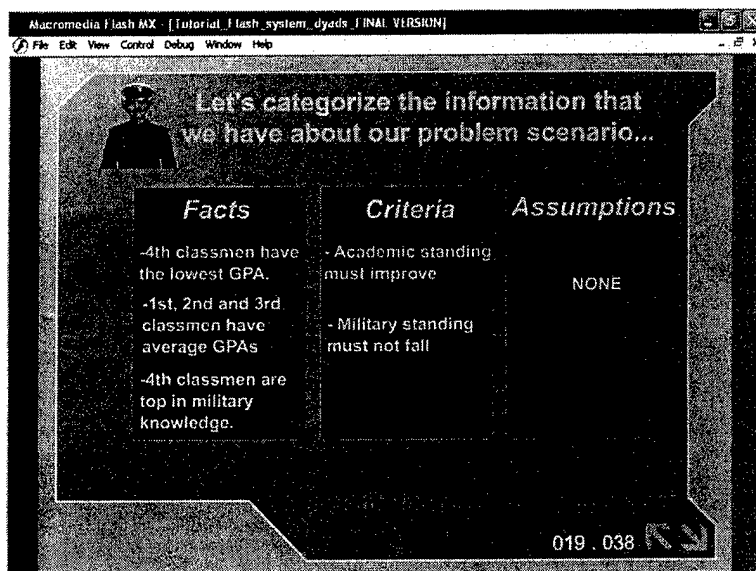 Macromedia Flash MX - [Tutorial_Flash_system_dyads_FINAL VERSION]
File Edit View Control Debug Window Help
Let's categorize the information that
we have about our problem scenario...
Facts
-4th classmen have
the lowest GPA.
-1st, 2nd and 3rd
classmen have
average GPAs
-4th classmen are
top in military
knowledge.
Criteria
- Academic standing
must improve
- Military standing
must not fall
Assumptions
NONE
019 . 038